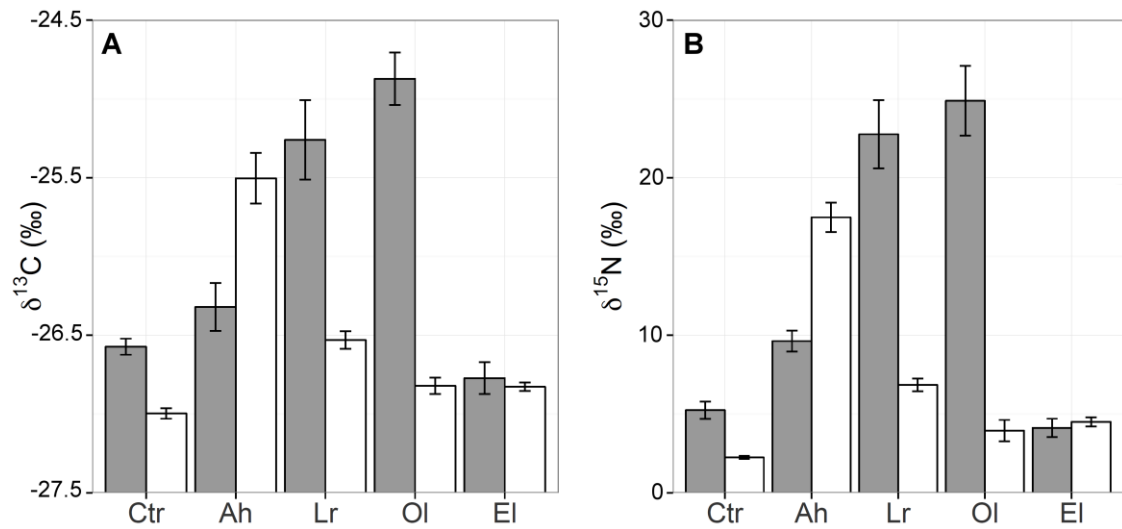 A
-24.5
-25.5
-26.5
-27.5
δ¹³C (‰)
Ctr Ah Lr Ol El
B
30
20
10
0
δ¹⁵N (‰)
Ctr Ah Lr Ol El